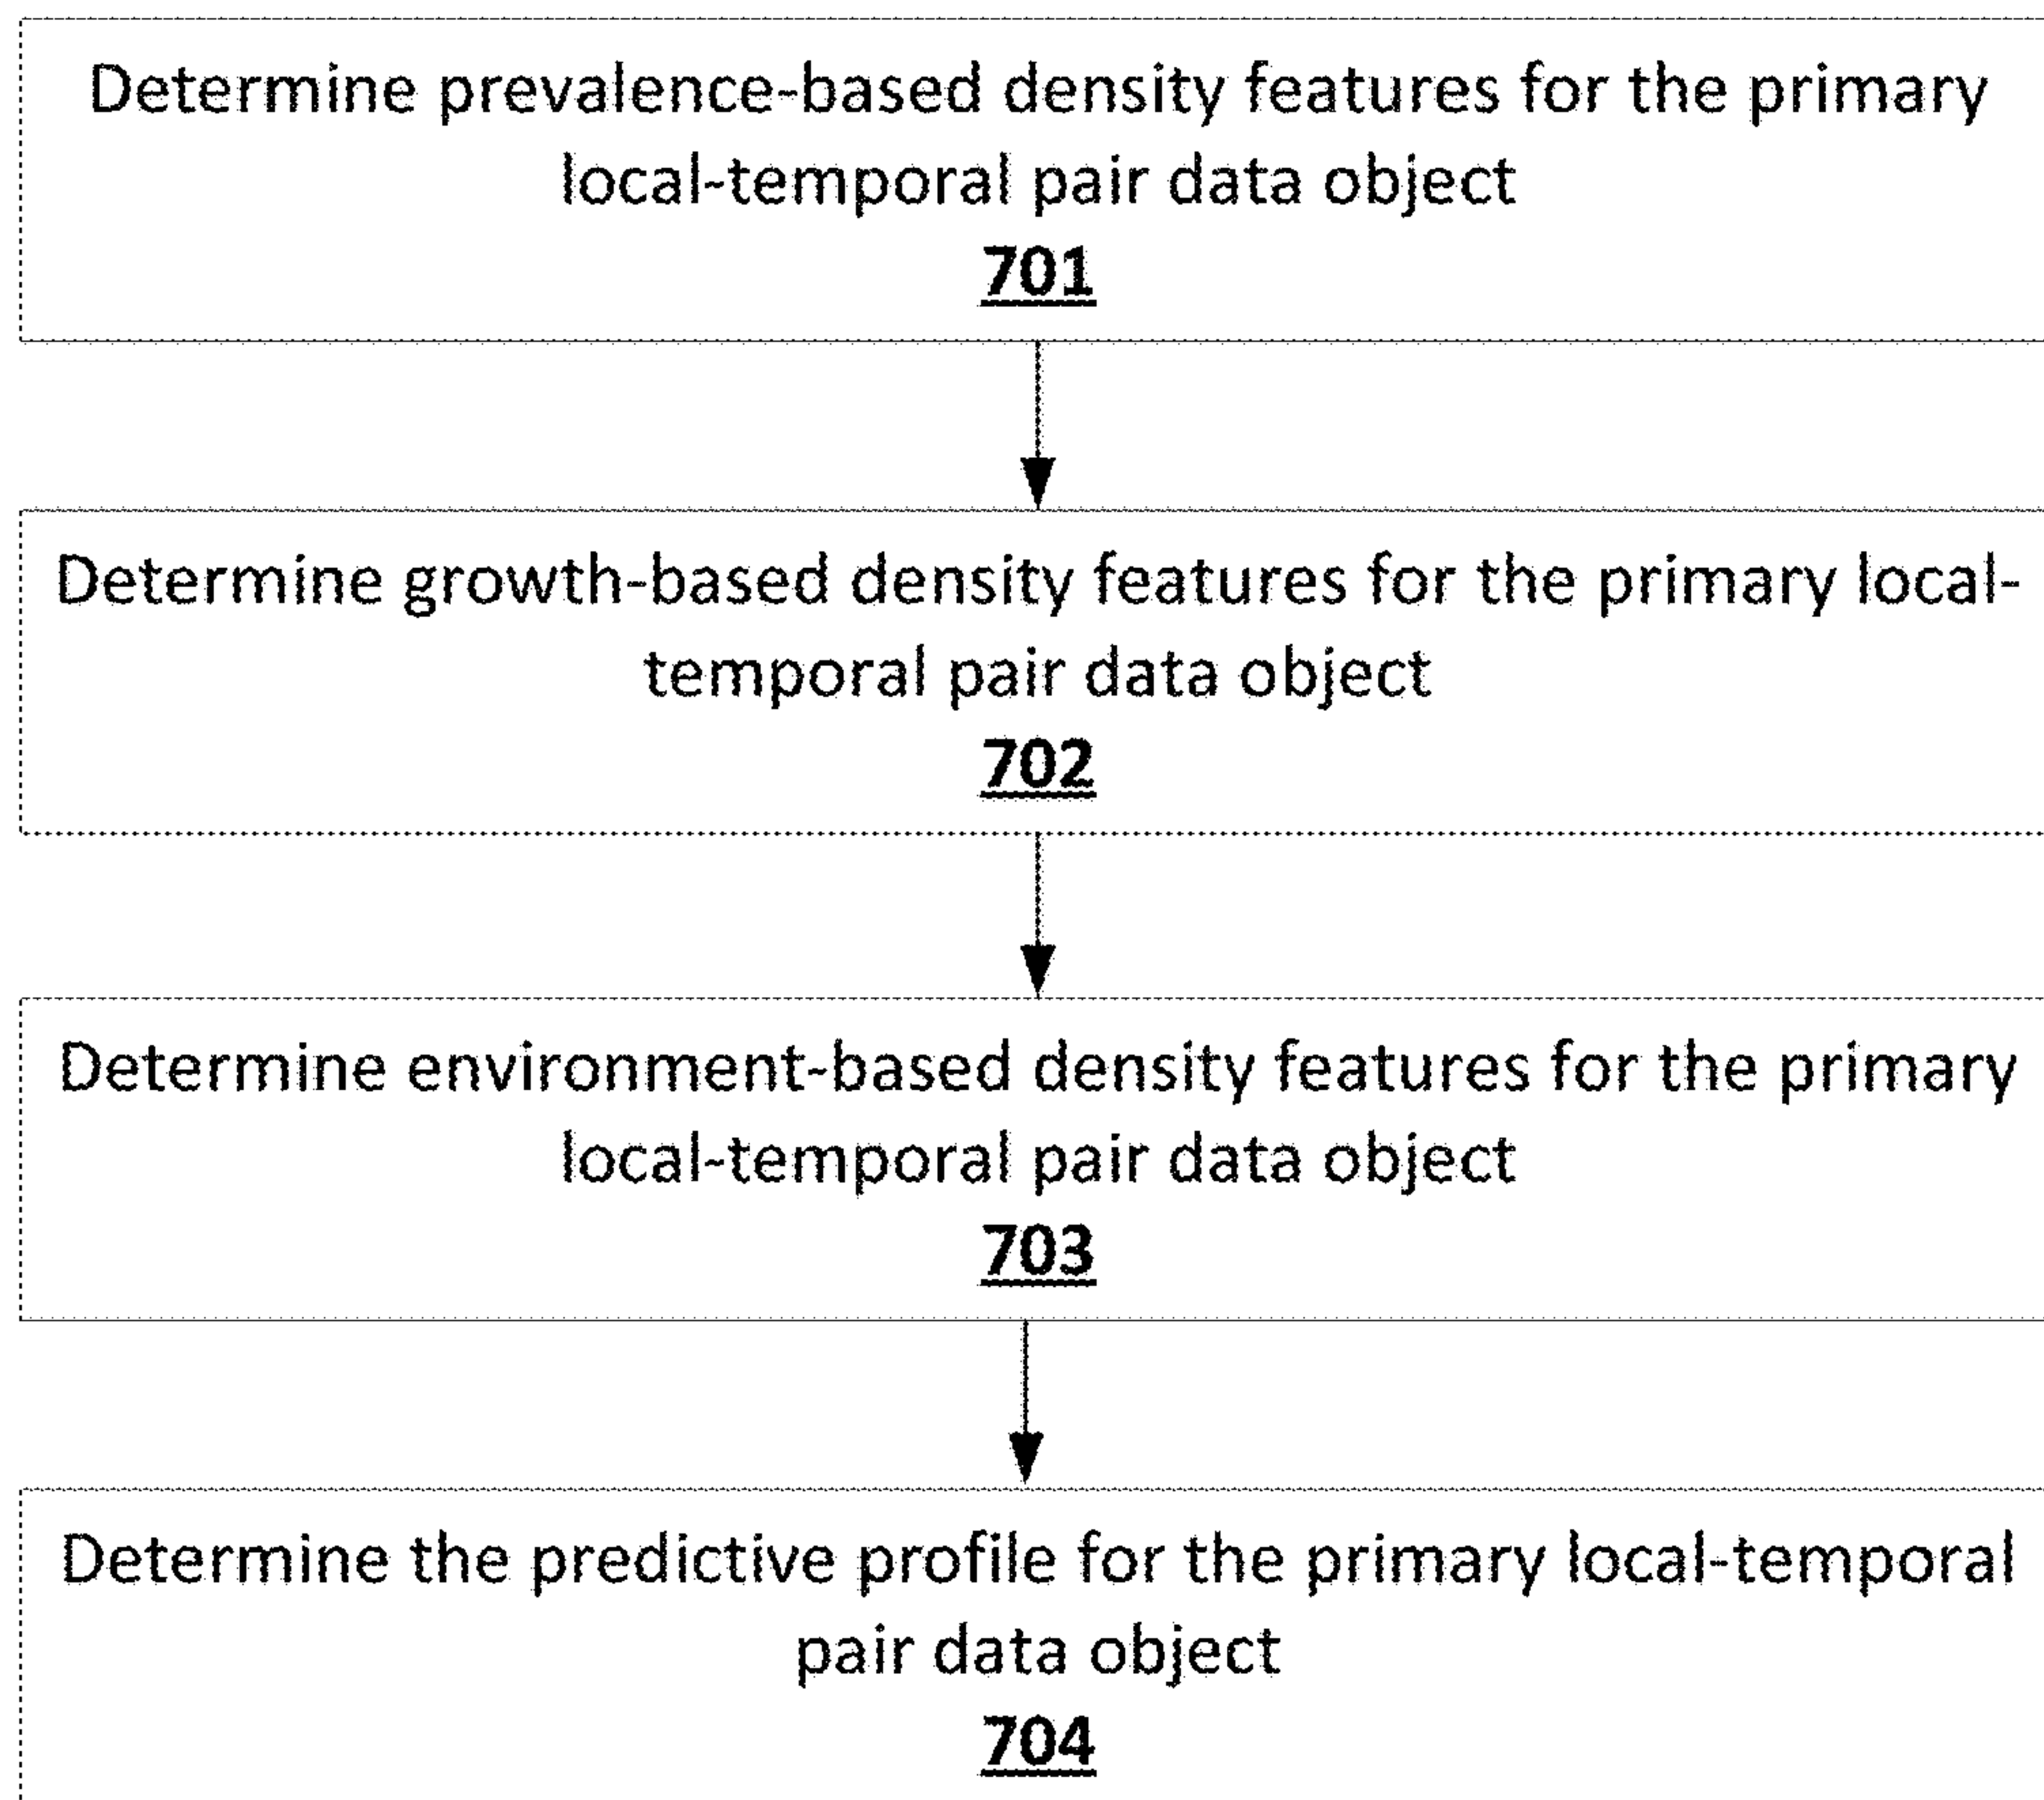 Determine prevalence-based density features for the primary
local-temporal pair data object
701
Determine growth-based density features for the primary local-
temporal pair data object
702
Determine environment-based density features for the primary
local-temporal pair data object
703
Determine the predictive profile for the primary local-temporal
pair data object
704